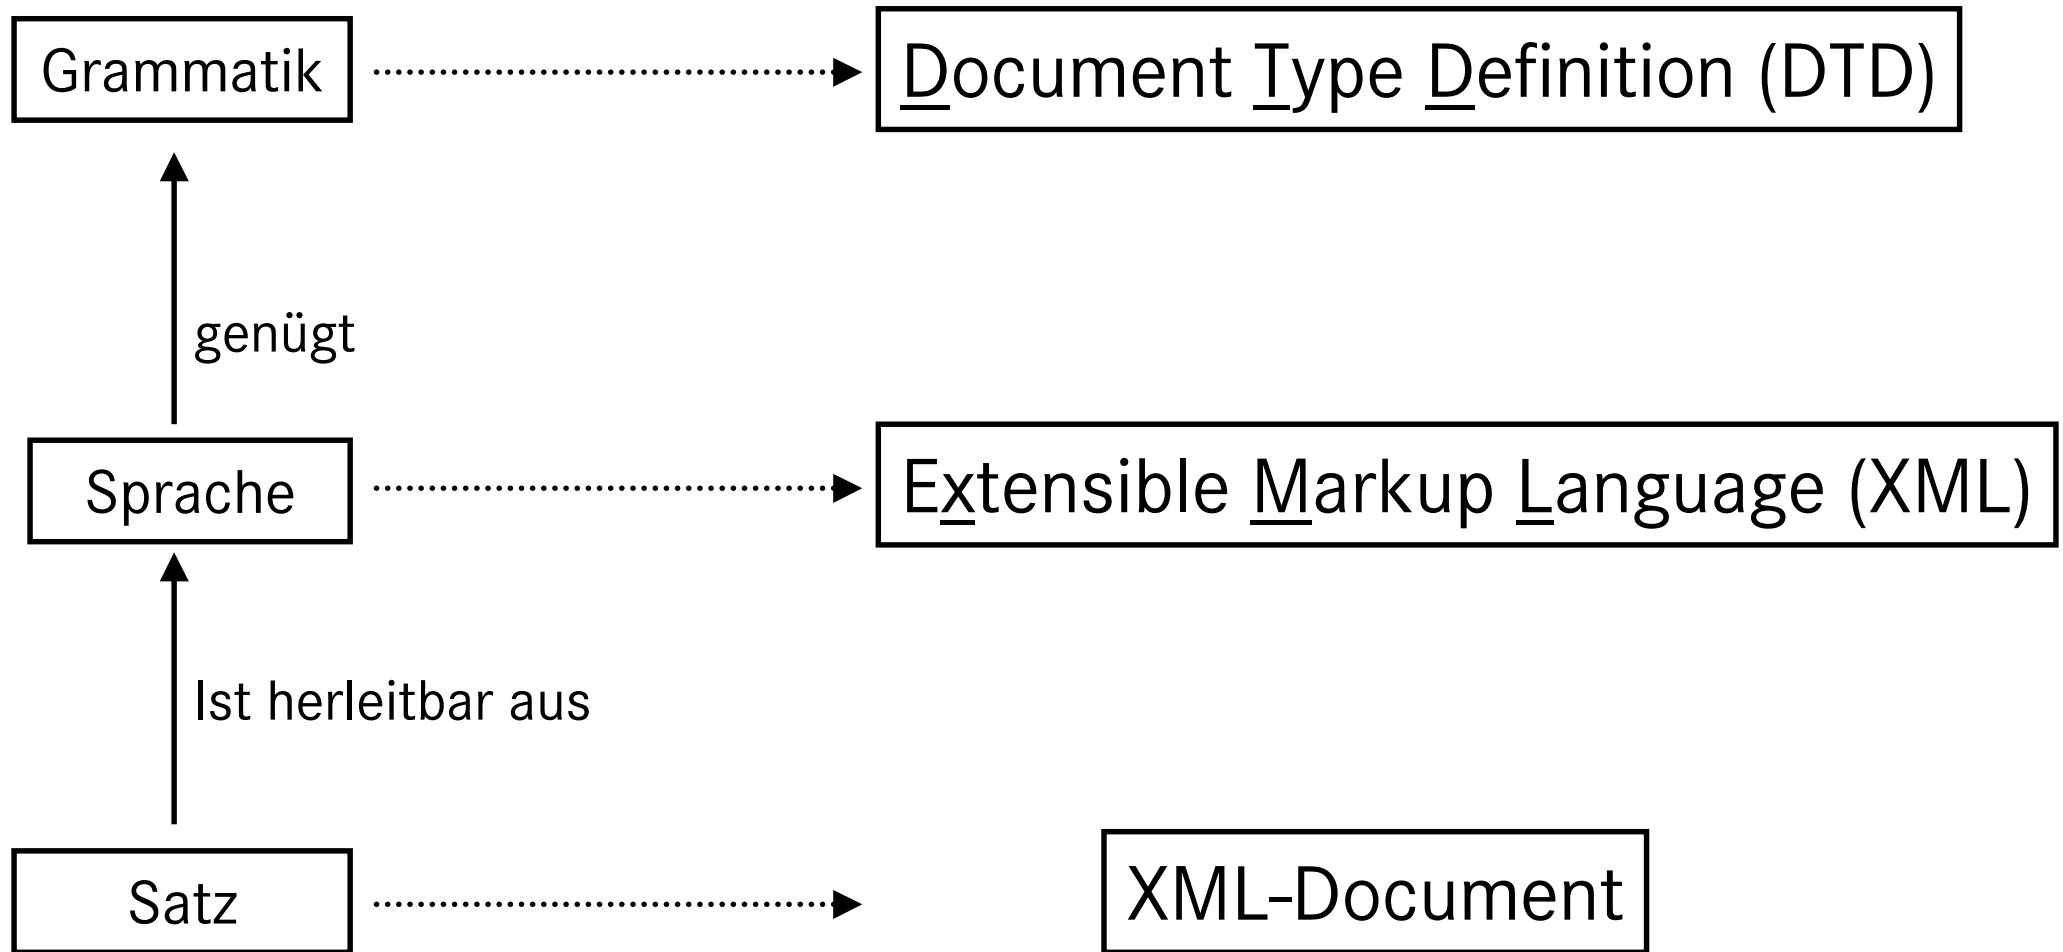 Grammatik
Document Type Definition (DTD)
genügt
Sprache
Extensible Markup Language (XML)
Ist herleitbar aus
Satz
XML-Document